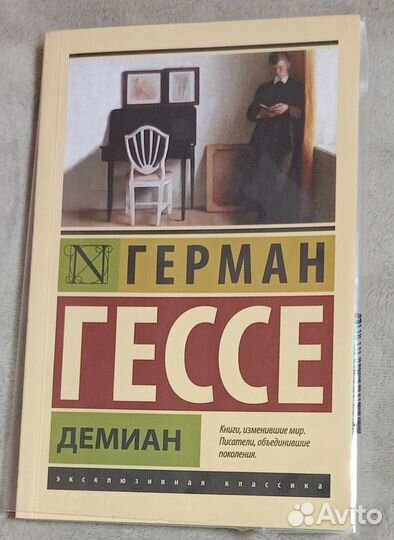 N
ГЕРМАН
ГЕССЕ
ДЕМИАН
Книги, изменившие мир.
Писатели, объединившие
поколения.
эксклюзивная классика
Avito